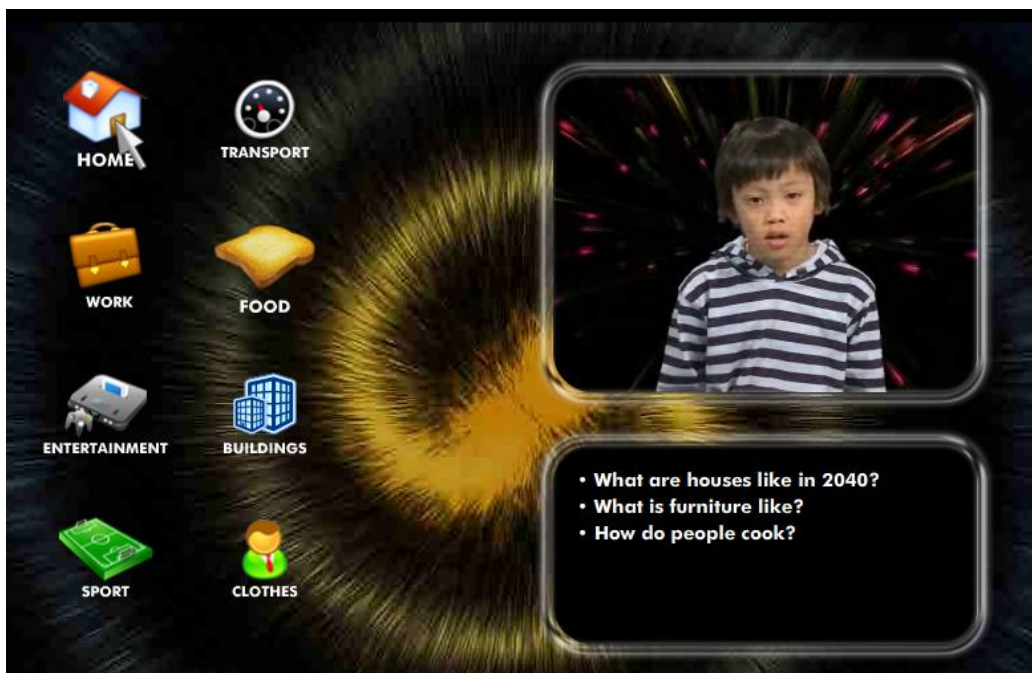 HOME
TRANSPORT
WORK
FOOD
ENTERTAINMENT
BUILDINGS
SPORT
CLOTHES
• What are houses like in 2040?
• What is furniture like?
• How do people cook?